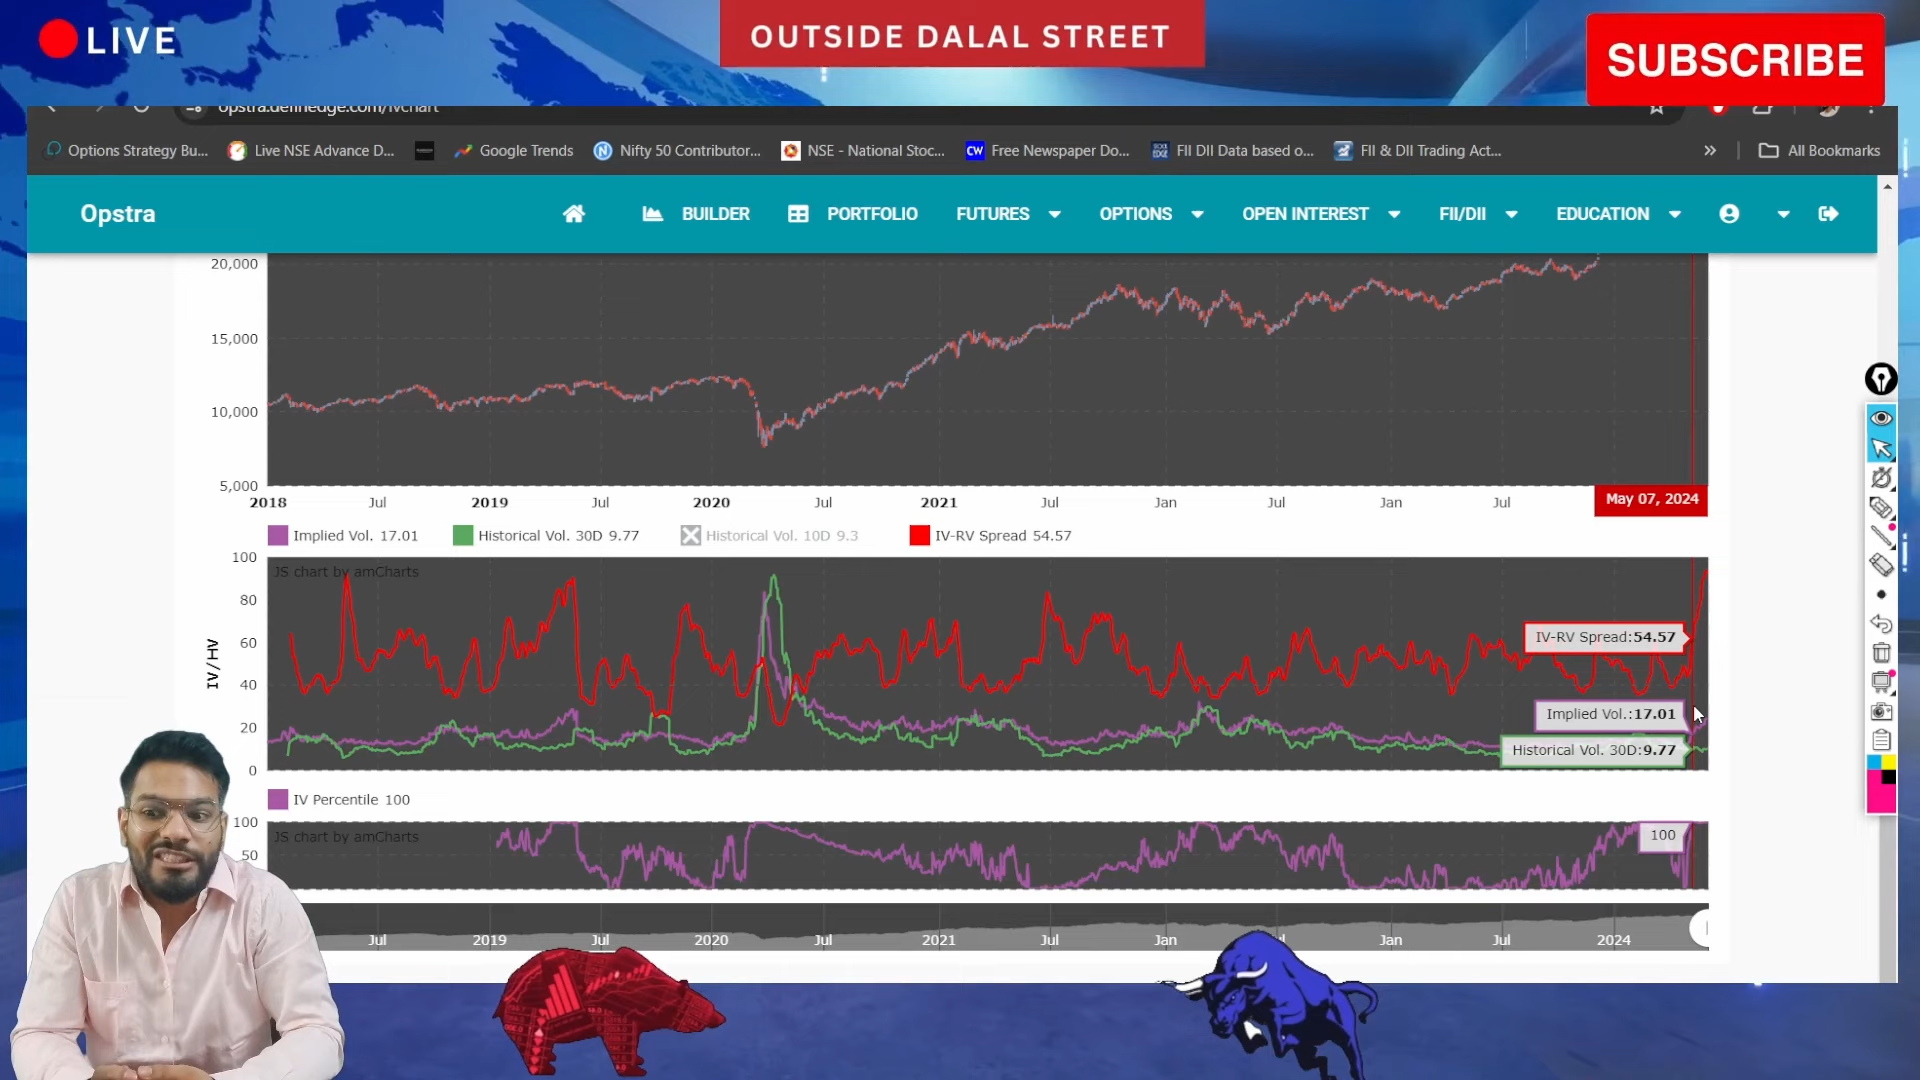 LIVE
OUTSIDE DALAL STREET
SUBSCRIBE
opstra.definedge.com/ivchart
Options Strategy Bu...
Live NSE Advance D...
Google Trends
Nifty 50 Contributor...
NSE - National Stoc...
CW
Free Newspaper Do...
FII DII Data based o...
FII & DII Trading Act...
»
All Bookmarks
Opstra
BUILDER
PORTFOLIO
FUTURES
OPTIONS
OPEN INTEREST
FII/DII
EDUCATION
20,000
15,000
10,000
5,000
2018 Jul 2019 Jul 2020 Jul 2021 Jul Jan Jul Jan Jul May 07, 2024
Implied Vol. 17.01 Historical Vol. 30D 9.77 Historical Vol. 10D 9.3 IV-RV Spread 54.57
100
JS chart by amCharts
80
60
IV-RV Spread:54.57
IV/HV
40
Implied Vol.:17.01
20
Historical Vol. 30D:9.77
0
IV Percentile 100
100
JS chart by amCharts
100
50
Jul 2019 Jul 2020 Jul 2021 Jul Jan Jan Jul 2024